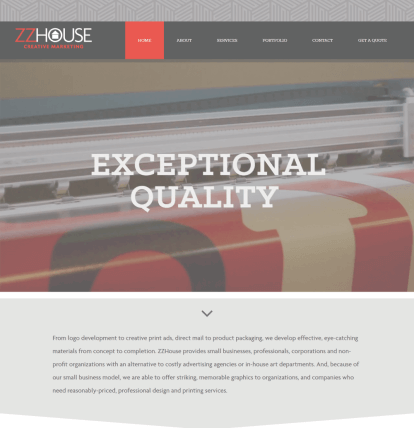 ZZHOUSE
CREATIVE MARKETING
HOME ABOUT SERVICES PORTFOLIO CONTACT GET A QUOTE
EXCEPTIONAL
QUALITY
From logo development to creative print ads, direct mail to product packaging, we develop effective, eye-catching
materials from concept to completion. ZZHouse provides small businesses, professionals, corporations and non-
profit organizations with an alternative to costly advertising agencies or in-house art departments. And, because of
our small business model, we are able to offer striking, memorable graphics to organizations, and companies who
need reasonably-priced, professional design and printing services.